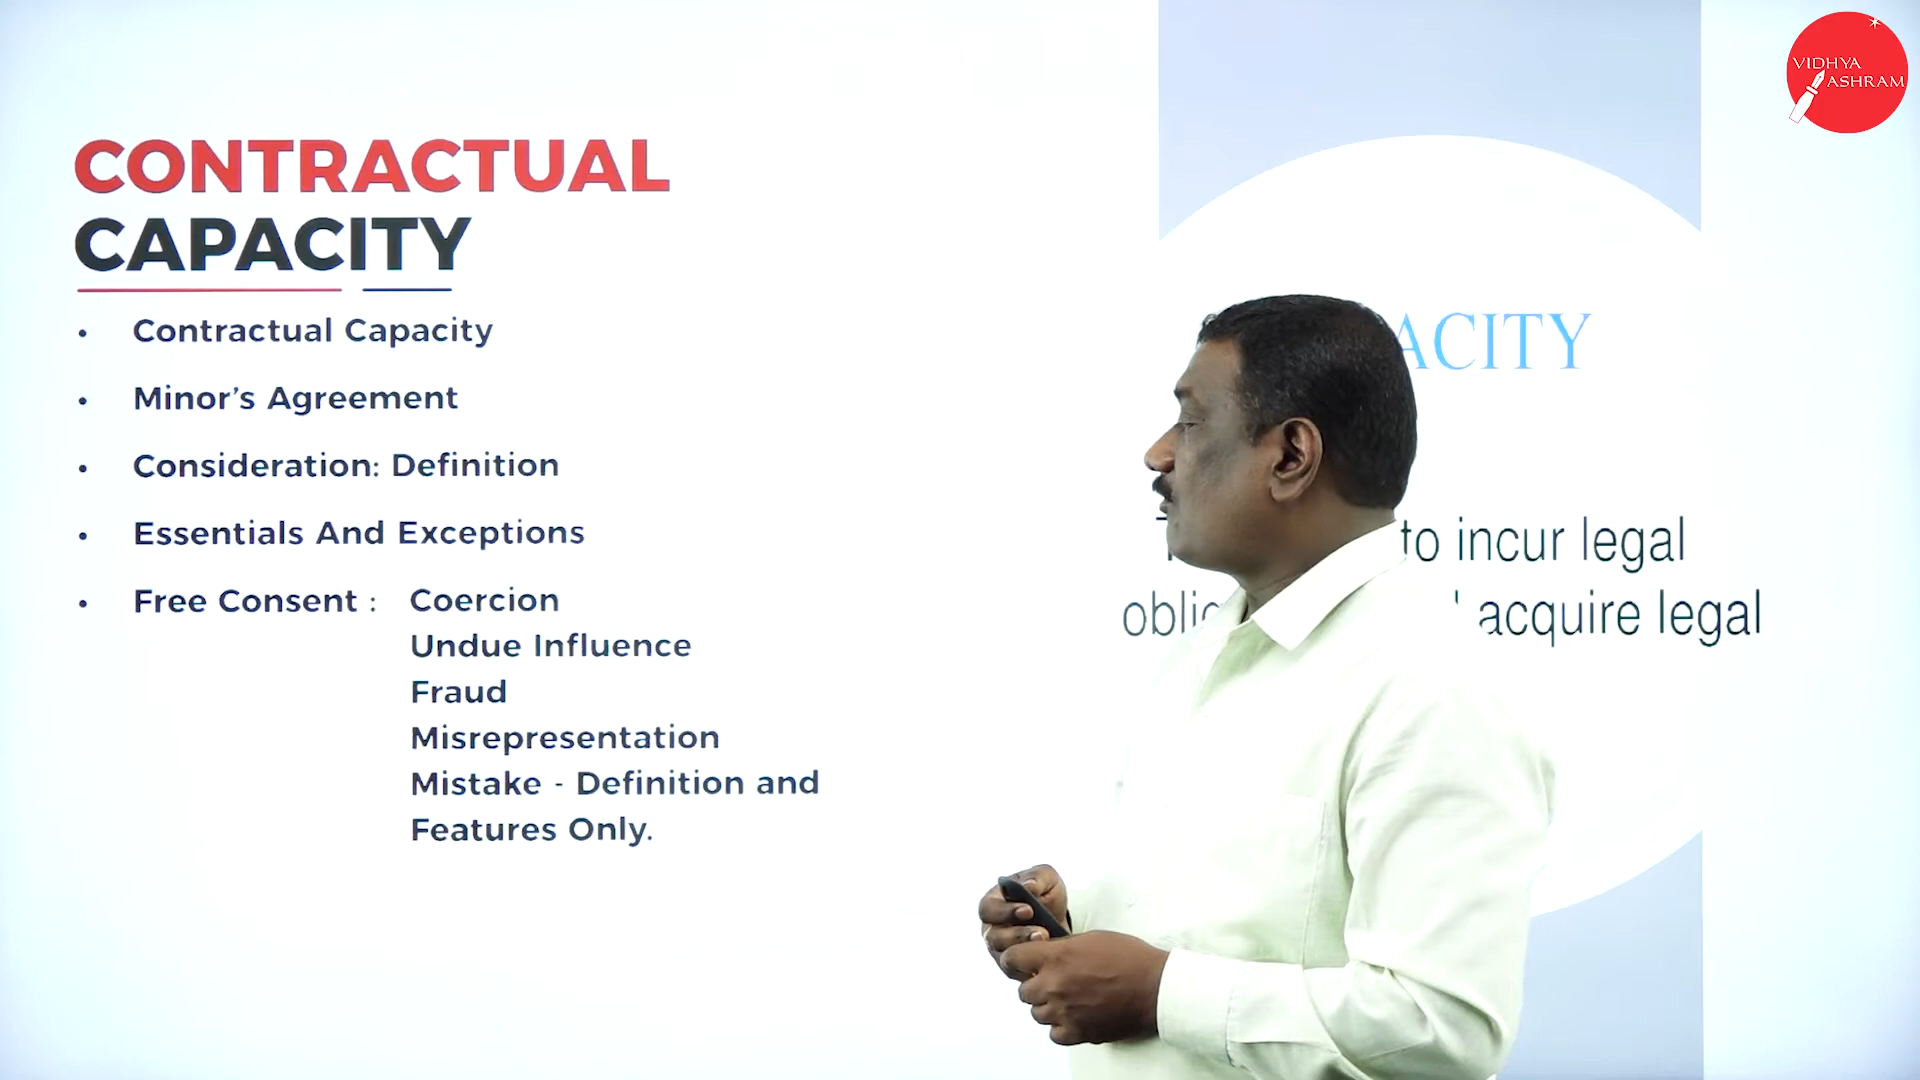 VIDHYA
ASHRAM
CONTRACTUAL
CAPACITY
• Contractual Capacity
• Minor's Agreement
• Consideration: Definition
• Essentials And Exceptions
• Free Consent : Coercion
Undue Influence
Fraud
Misrepresentation
Mistake - Definition and
Features Only.
to incur legal
acquire legal